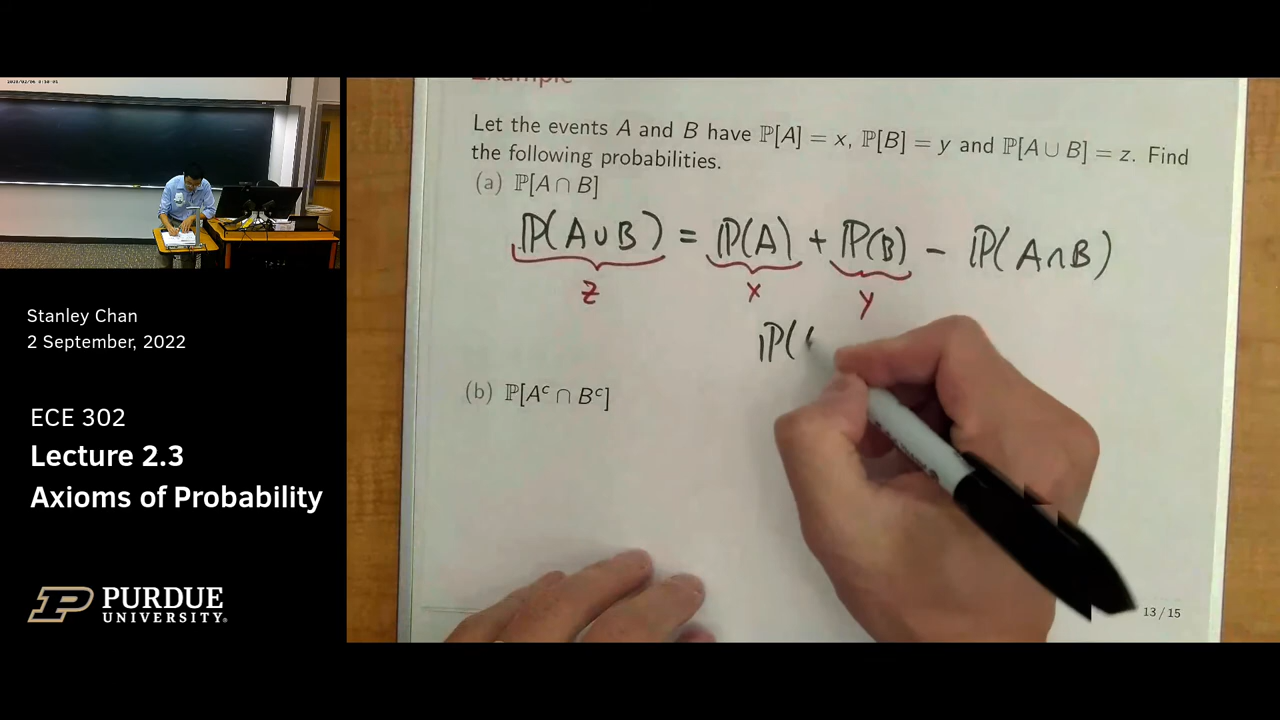 Example
Let the events A and B have ℙ[A] = x, ℙ[B] = y and ℙ[A ∪ B] = z. Find
the following probabilities.
(a) ℙ[A ∩ B]
ℙ(A∪B) = ℙ(A) + ℙ(B) − ℙ(A∩B)
z x y
ℙ(
(b) ℙ[Aᶜ ∩ Bᶜ]
13 / 15
Stanley Chan
2 September, 2022
ECE 302
Lecture 2.3
Axioms of Probability
PURDUE
UNIVERSITY®